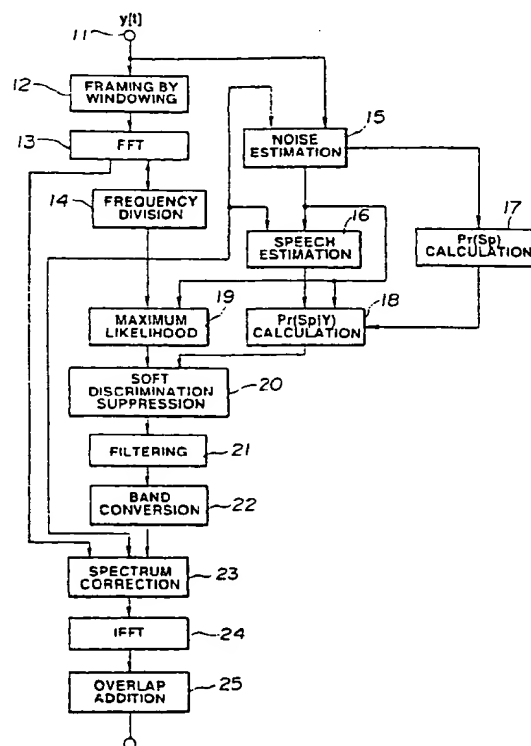 y[t]
11
12
FRAMING BY
WINDOWING
13
FFT
15
NOISE
ESTIMATION
14
FREQUENCY
DIVISION
16
SPEECH
ESTIMATION
17
Pr(Sp)
CALCULATION
19
MAXIMUM
LIKELIHOOD
Pr(Sp|Y)
CALCULATION
18
SOFT
DISCRIMINATION
SUPPRESSION
20
FILTERING
21
BAND
CONVERSION
22
SPECTRUM
CORRECTION
23
IFFT
24
OVERLAP
ADDITION
25